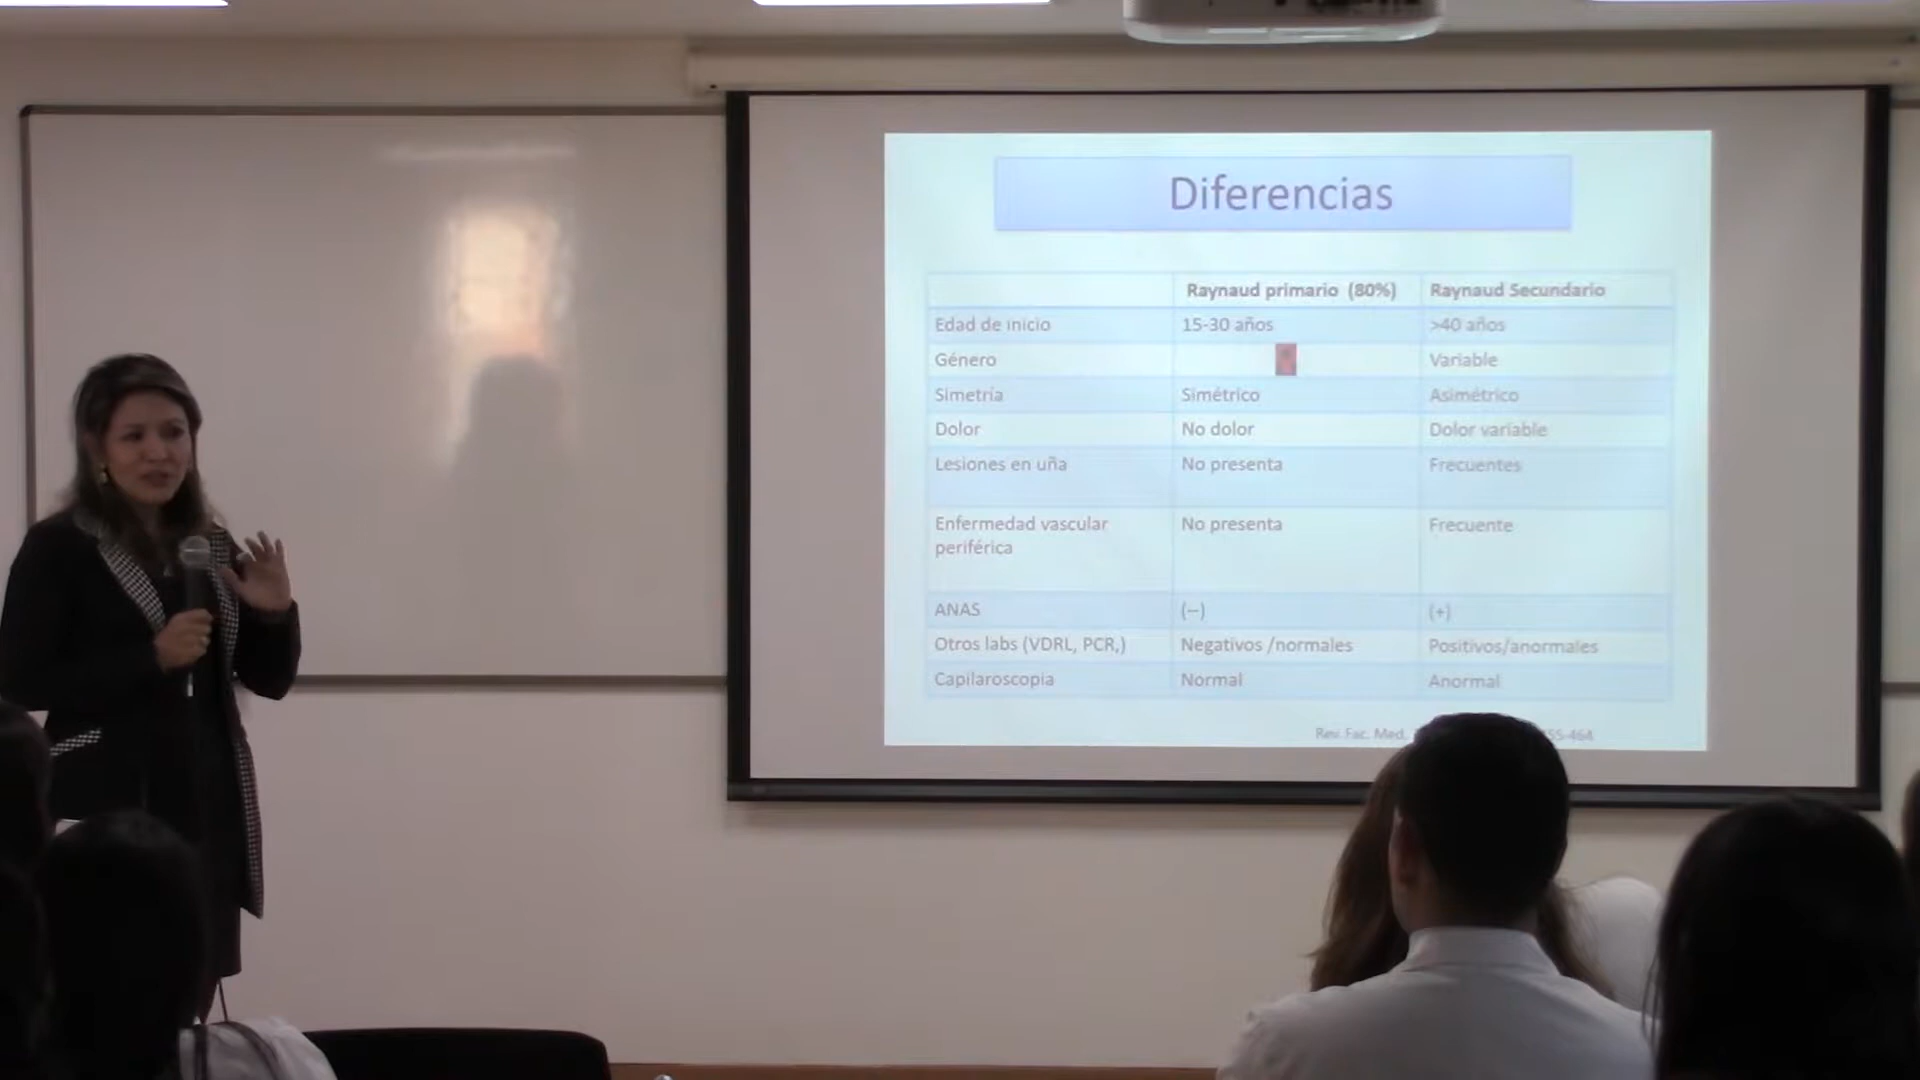 Diferencias
Raynaud primario (80%) Raynaud Secundario
Edad de inicio 15-30 años >40 años
Género Variable
Simetría Simétrico Asimétrico
Dolor No dolor Dolor variable
Lesiones en uña No presenta Frecuentes
Enfermedad vascular No presenta Frecuente
periférica
ANAS (--) (+)
Otros labs (VDRL, PCR,) Negativos /normales Positivos/anormales
Capilaroscopia Normal Anormal
Rev. Fac. Med. 55-464